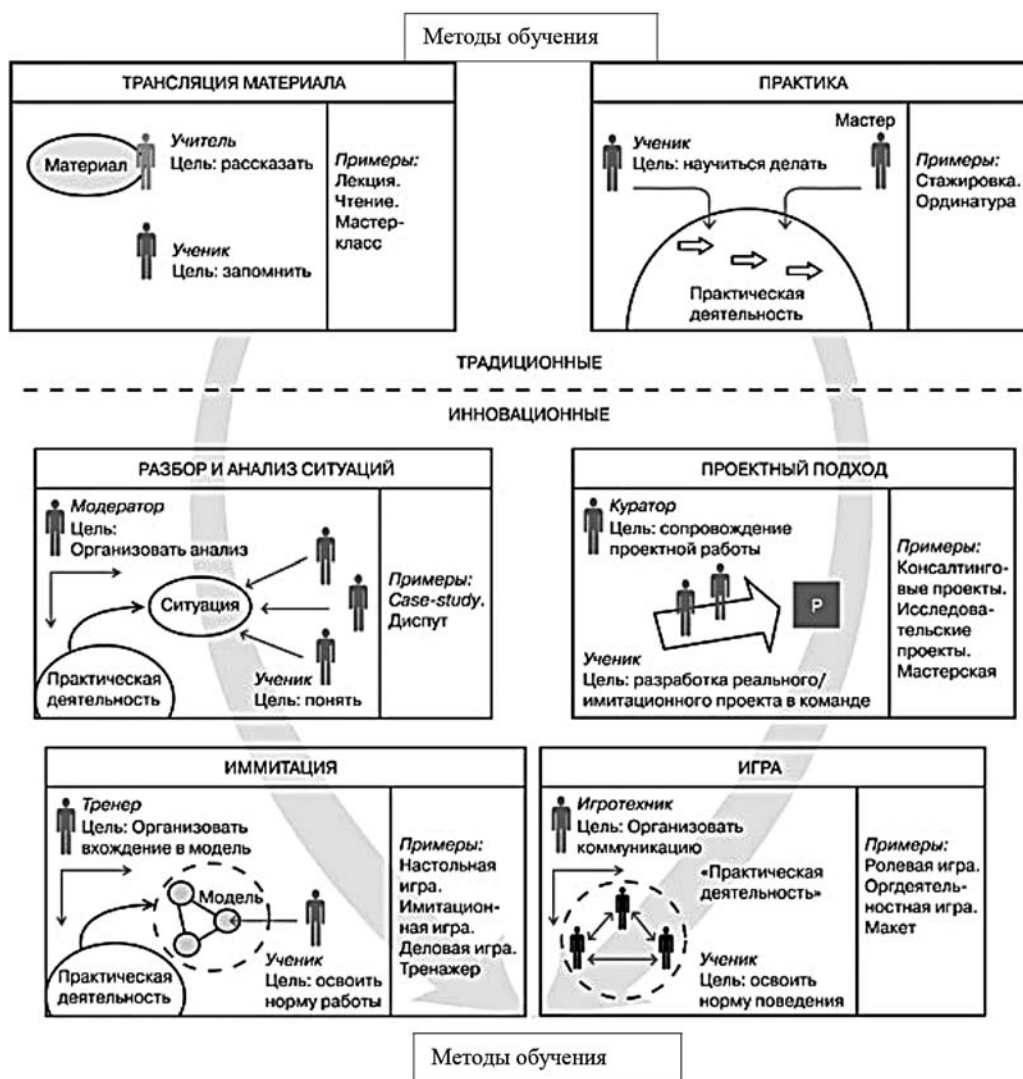 Методы обучения
ТРАНСЛЯЦИЯ МАТЕРИАЛА
Материал
Учитель
Цель: рассказать
Ученик
Цель: запомнить
Примеры:
Лекция.
Чтение.
Мастер-
класс
ПРАКТИКА
Ученик
Цель: научиться делать
Мастер
Практическая
деятельность
Примеры:
Стажировка.
Ординатура
ТРАДИЦИОННЫЕ
ИННОВАЦИОННЫЕ
РАЗБОР И АНАЛИЗ СИТУАЦИЙ
Модератор
Цель:
Организовать анализ
Ситуация
Практическая
деятельность
Ученик
Цель: понять
Примеры:
Case-study.
Диспут
ПРОЕКТНЫЙ ПОДХОД
Куратор
Цель: сопровождение
проектной работы
Р
Ученик
Цель: разработка реального/
имитационного проекта в команде
Примеры:
Консалтинго-
вые проекты.
Исследова-
тельские
проекты.
Мастерская
ИММИТАЦИЯ
Тренер
Цель: Организовать
вхождение в модель
Модель
Практическая
деятельность
Ученик
Цель: освоить
норму работы
Примеры:
Настольная
игра.
Имитацион-
ная игра.
Деловая игра.
Тренажер
ИГРА
Игротехник
Цель: Организовать
коммуникацию
«Практическая
деятельность»
Ученик
Цель: освоить
норму поведения
Примеры:
Ролевая игра.
Оргдеятель-
ностная игра.
Макет
Методы обучения